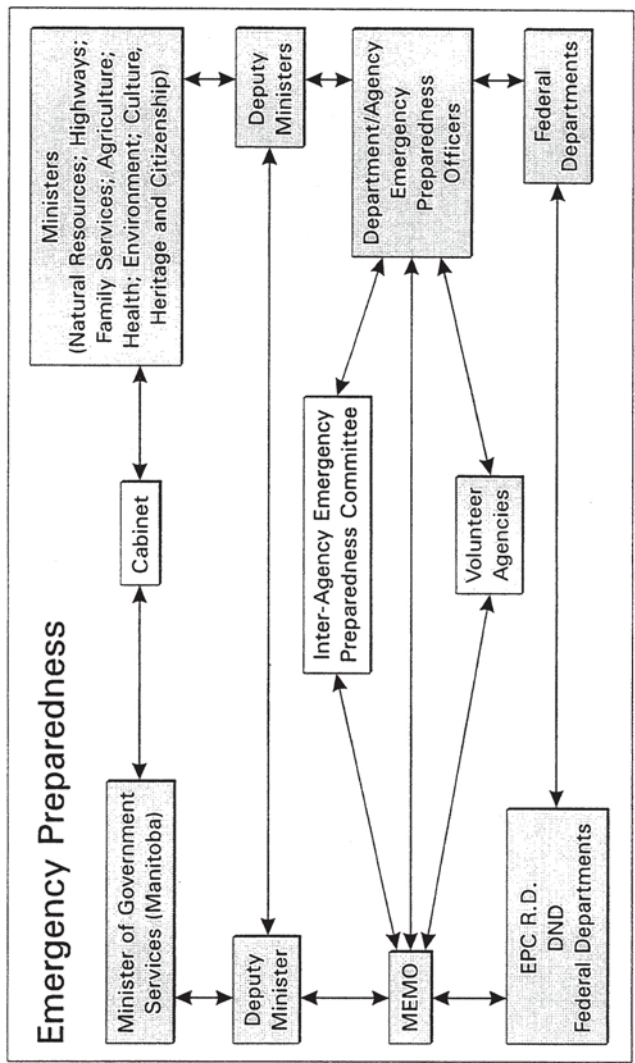 Emergency Preparedness
Minister of Government
Services (Manitoba)
Cabinet
Ministers
(Natural Resources; Highways;
Family Services; Agriculture;
Health; Environment; Culture,
Heritage and Citizenship)
Deputy
Minister
Deputy
Ministers
Inter-Agency Emergency
Preparedness Committee
MEMO
Department/Agency
Emergency
Preparedness
Officers
Volunteer
Agencies
EPC R.D.
DND
Federal Departments
Federal
Departments